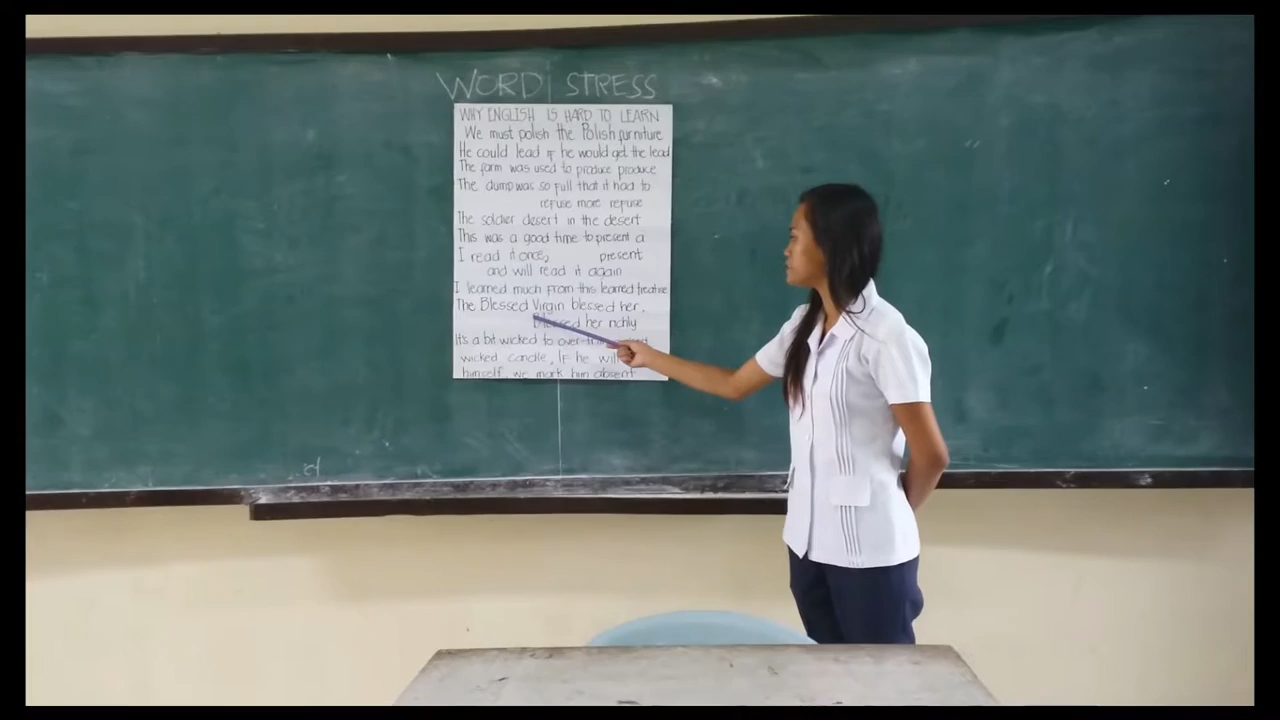 WORD STRESS
WHY ENGLISH IS HARD TO LEARN
We must polish the Polish furniture
He could lead if he would get the lead
The farm was used to produce produce
The dump was so full that it had to
refuse more refuse
The soldier desert in the desert
This was a good time to present a
I read it once, present
and will read it again
I learned much from this learned treatise
The Blessed Virgin blessed her.
Blessed her richly
It's a bit wicked to over-trim
wicked candle, If he will
himself, we mark him absent